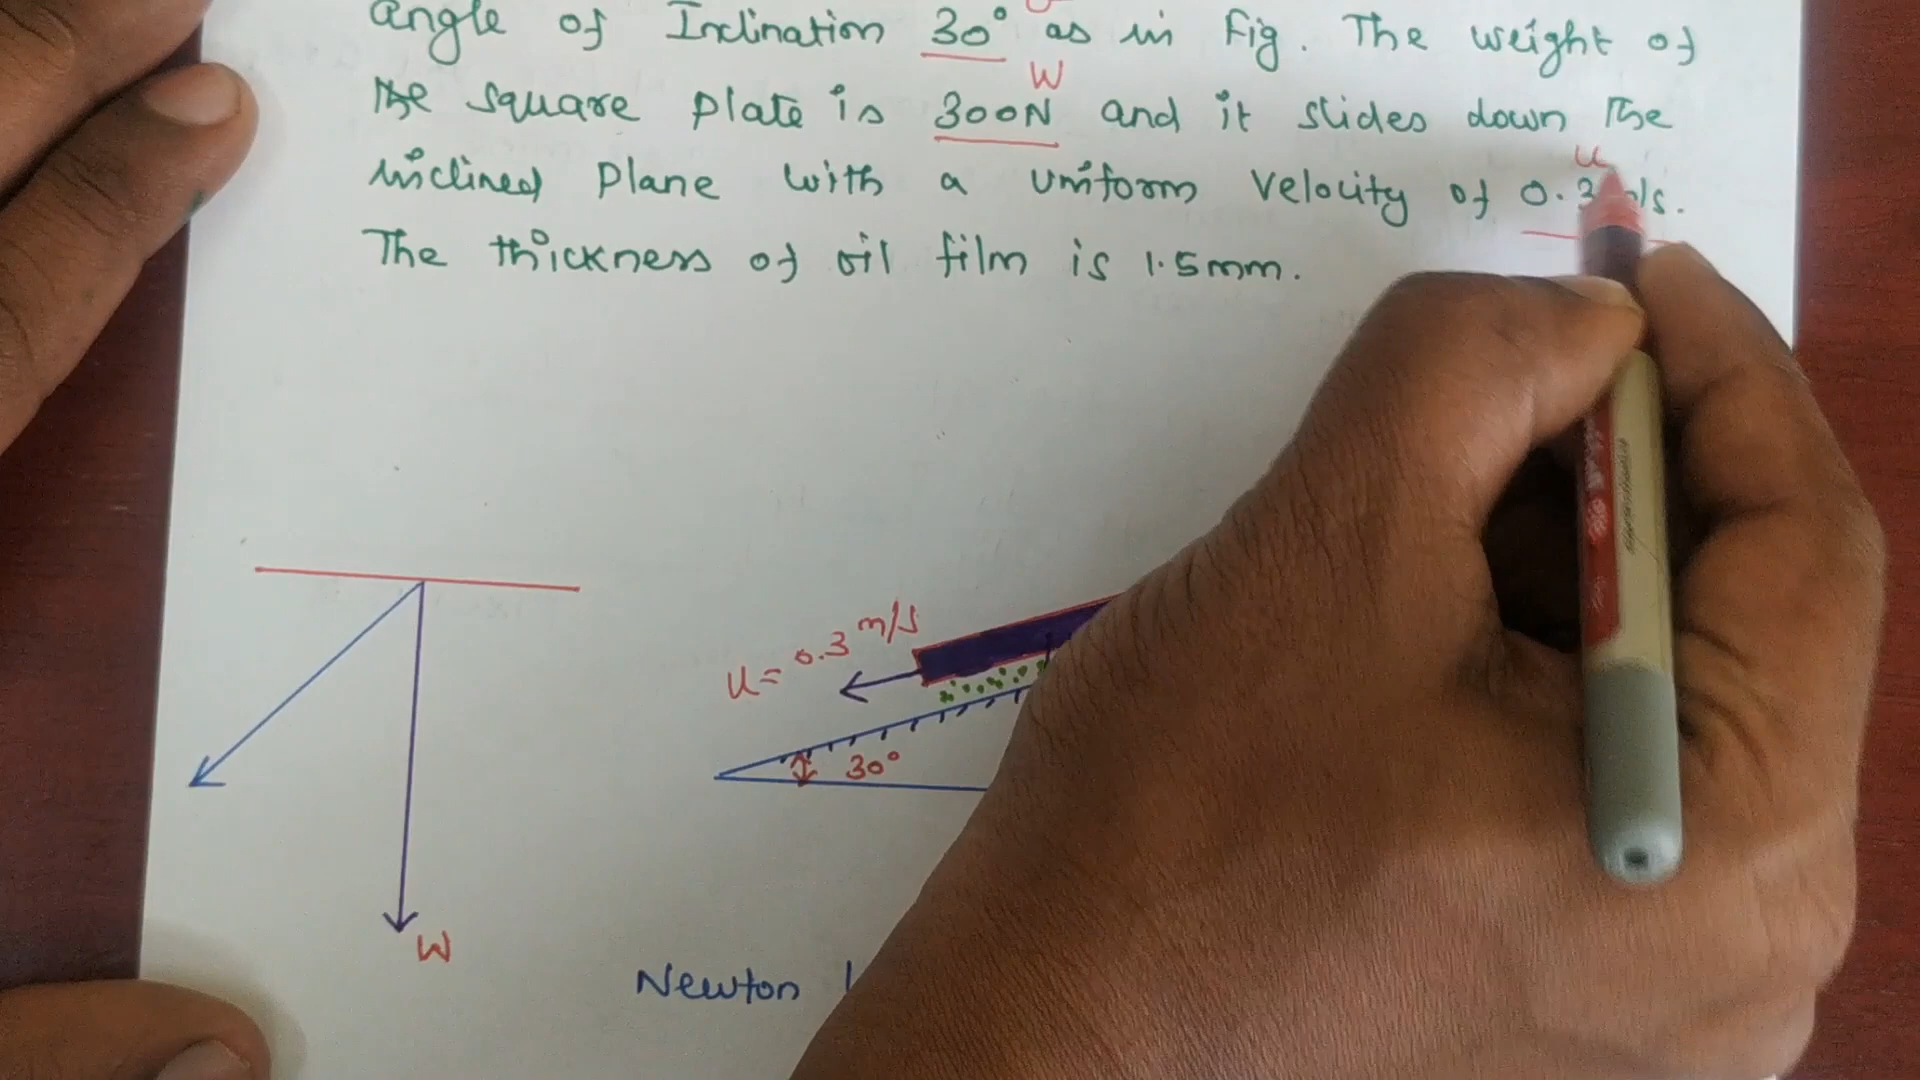 angle of Inclination 30° as in Fig. The weight of
W
the square plate is 300N and it slides down the
u
inclined plane with a uniform velocity of 0.3 m/s.
The thickness of oil film is 1.5mm.
u= 0.3 m/s
30°
W
Newton